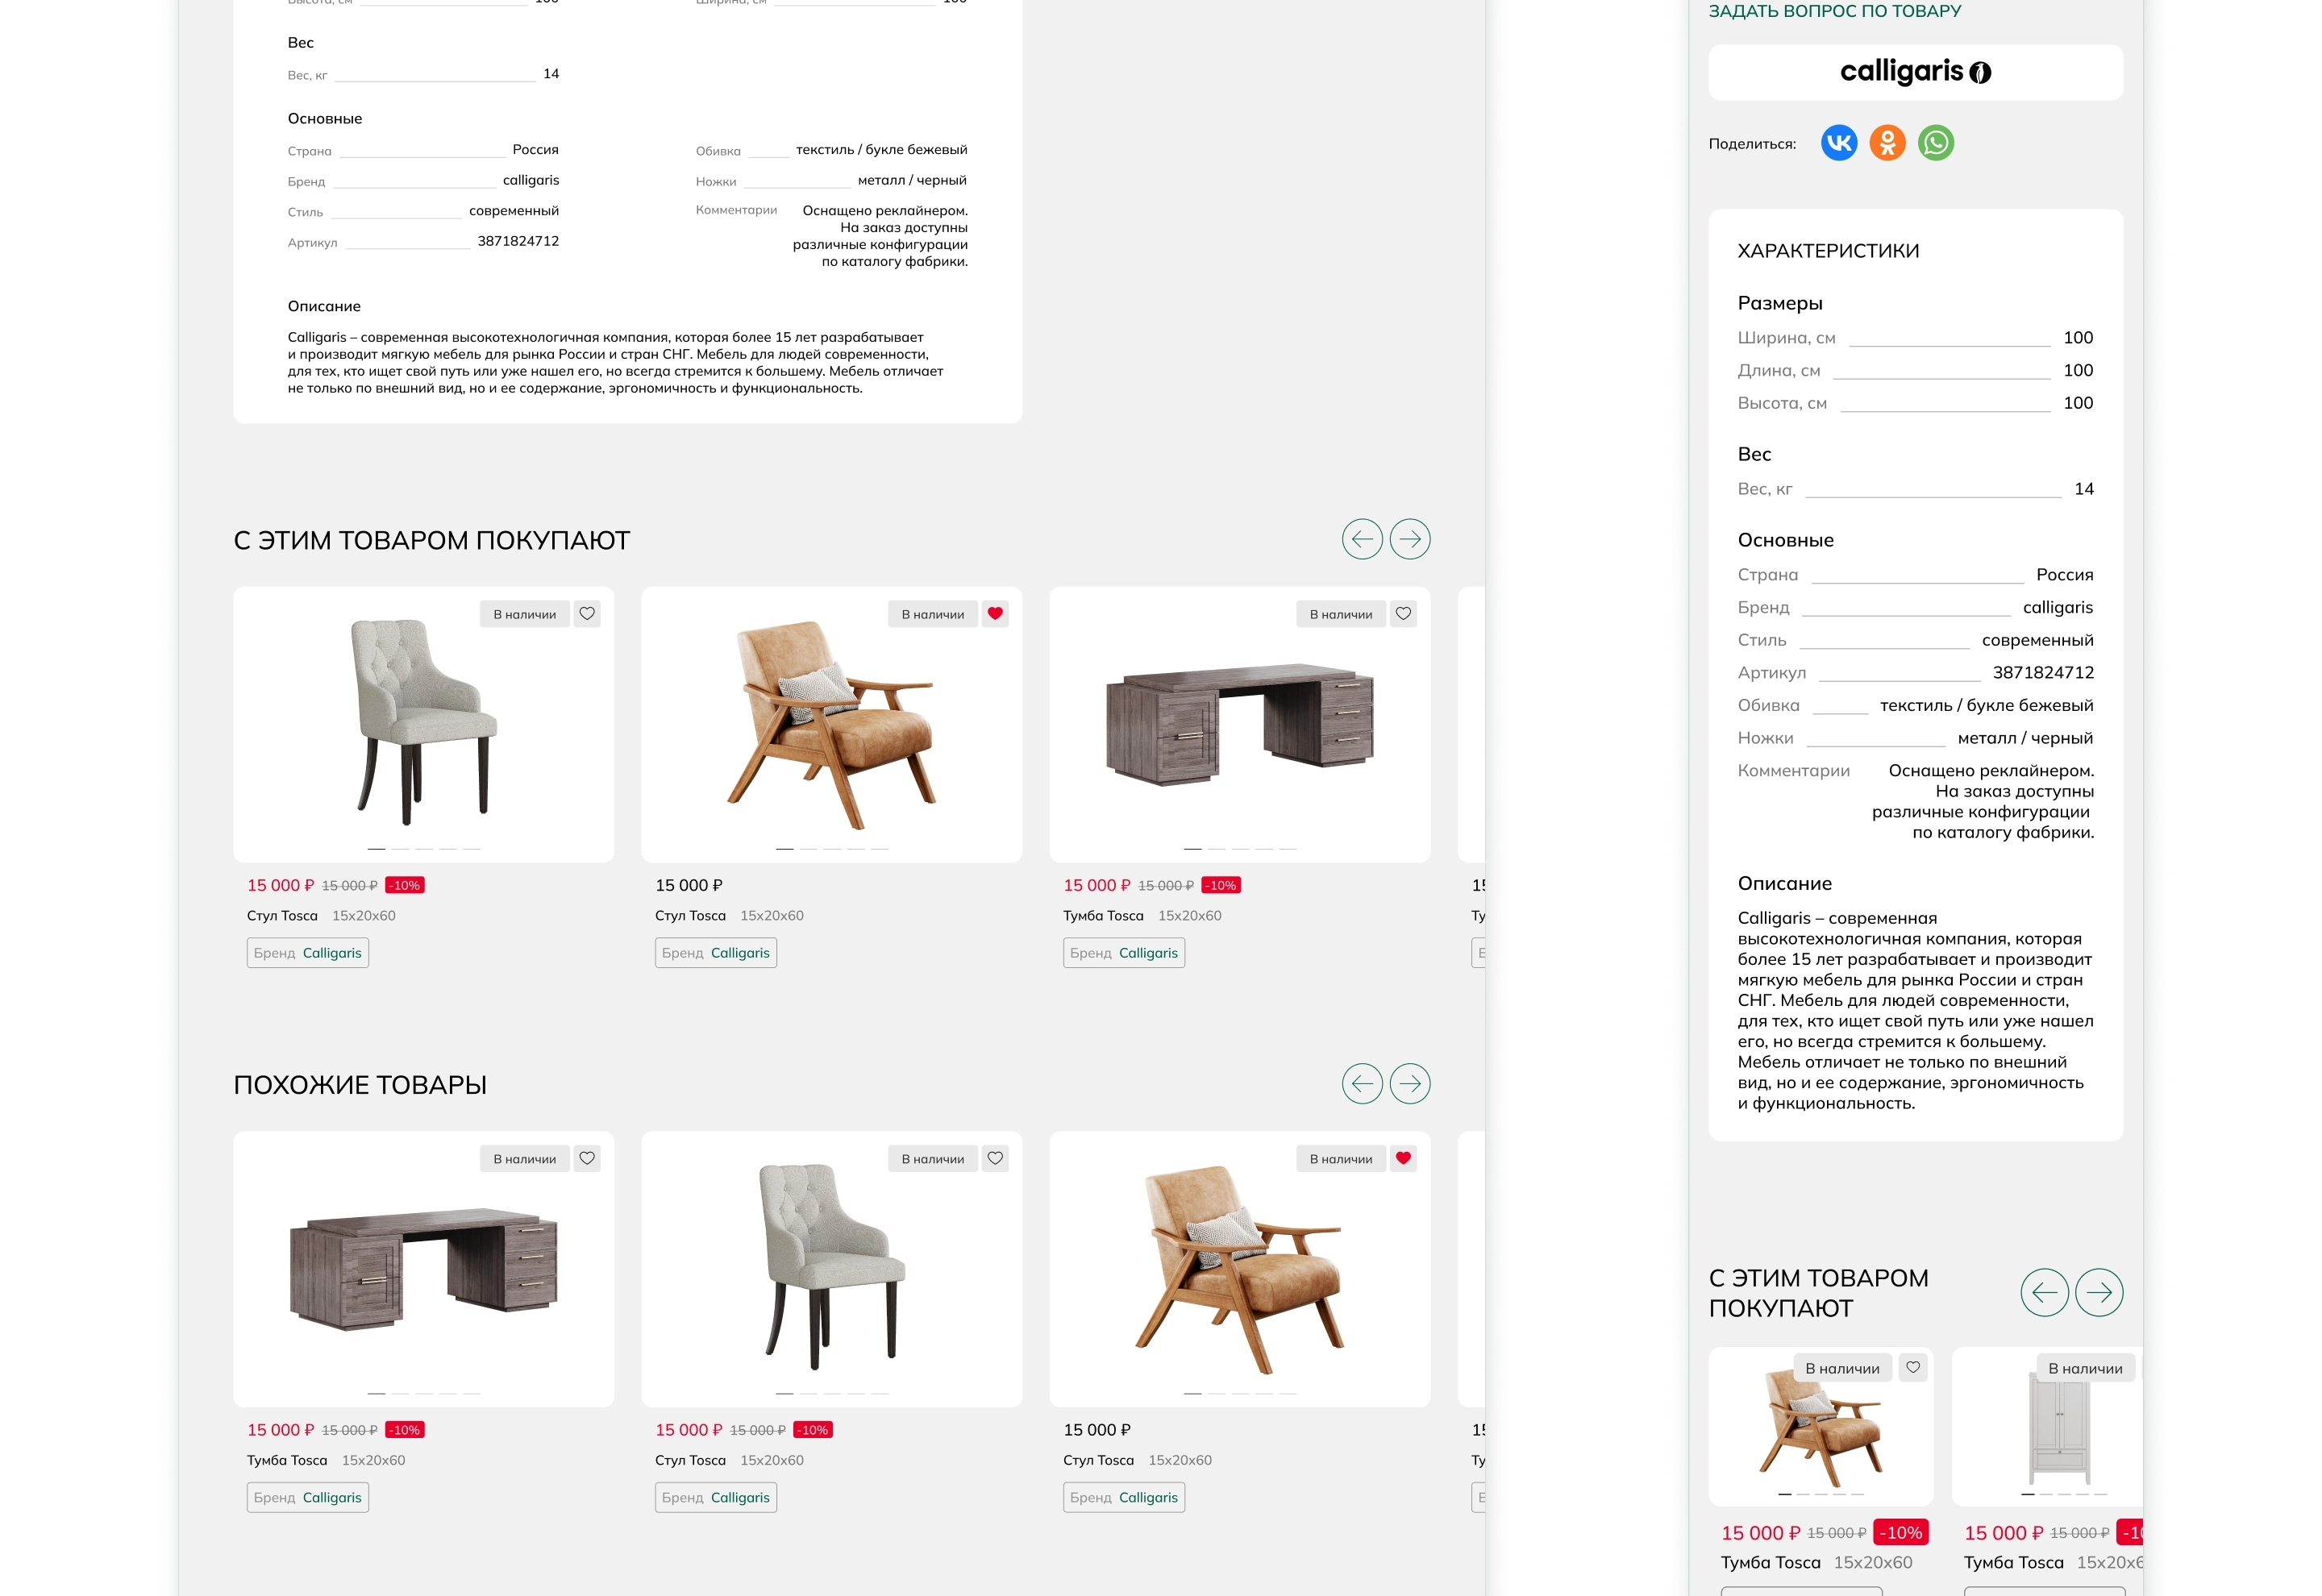 Высота, см 100
Ширина, см 100
Вес
Вес, кг 14
Основные
Страна Россия
Бренд calligaris
Стиль современный
Артикул 3871824712
Обивка текстиль / букле бежевый
Ножки металл / черный
Комментарии Оснащено реклайнером.
На заказ доступны
различные конфигурации
по каталогу фабрики.
Описание
Calligaris – современная высокотехнологичная компания, которая более 15 лет разрабатывает
и производит мягкую мебель для рынка России и стран СНГ. Мебель для людей современности,
для тех, кто ищет свой путь или уже нашел его, но всегда стремится к большему. Мебель отличает
не только по внешний вид, но и ее содержание, эргономичность и функциональность.
С ЭТИМ ТОВАРОМ ПОКУПАЮТ
В наличии
15 000 ₽ 15 000 ₽ -10%
Стул Tosca 15x20x60
Бренд Calligaris
В наличии
15 000 ₽
Стул Tosca 15x20x60
Бренд Calligaris
В наличии
15 000 ₽ 15 000 ₽ -10%
Тумба Tosca 15x20x60
Бренд Calligaris
ПОХОЖИЕ ТОВАРЫ
В наличии
15 000 ₽ 15 000 ₽ -10%
Тумба Tosca 15x20x60
Бренд Calligaris
В наличии
15 000 ₽ 15 000 ₽ -10%
Стул Tosca 15x20x60
Бренд Calligaris
В наличии
15 000 ₽
Стул Tosca 15x20x60
Бренд Calligaris
ЗАДАТЬ ВОПРОС ПО ТОВАРУ
calligaris
Поделиться:
ХАРАКТЕРИСТИКИ
Размеры
Ширина, см 100
Длина, см 100
Высота, см 100
Вес
Вес, кг 14
Основные
Страна Россия
Бренд calligaris
Стиль современный
Артикул 3871824712
Обивка текстиль / букле бежевый
Ножки металл / черный
Комментарии Оснащено реклайнером.
На заказ доступны
различные конфигурации
по каталогу фабрики.
Описание
Calligaris – современная
высокотехнологичная компания, которая
более 15 лет разрабатывает и производит
мягкую мебель для рынка России и стран
СНГ. Мебель для людей современности,
для тех, кто ищет свой путь или уже нашел
его, но всегда стремится к большему.
Мебель отличает не только по внешний
вид, но и ее содержание, эргономичность
и функциональность.
С ЭТИМ ТОВАРОМ
ПОКУПАЮТ
В наличии
15 000 ₽ 15 000 ₽ -10%
Тумба Tosca 15x20x60
В наличии
15 000 ₽ 15 000 ₽
Тумба Tosca